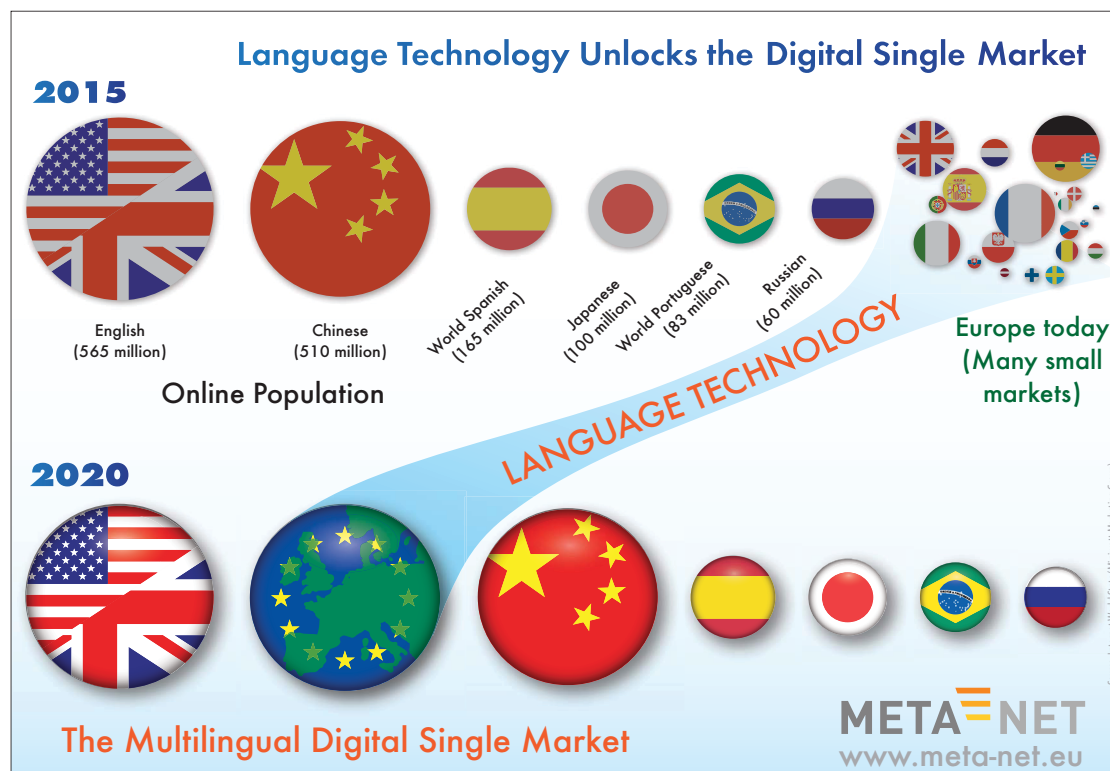 Language Technology Unlocks the Digital Single Market
2015
English
(565 million)
Chinese
(510 million)
World Spanish
(165 million)
Japanese
(100 million)
World Portuguese
(83 million)
Russian
(60 million)
Online Population
Europe today
(Many small
markets)
LANGUAGE TECHNOLOGY
2020
The Multilingual Digital Single Market
META NET
www.meta-net.eu